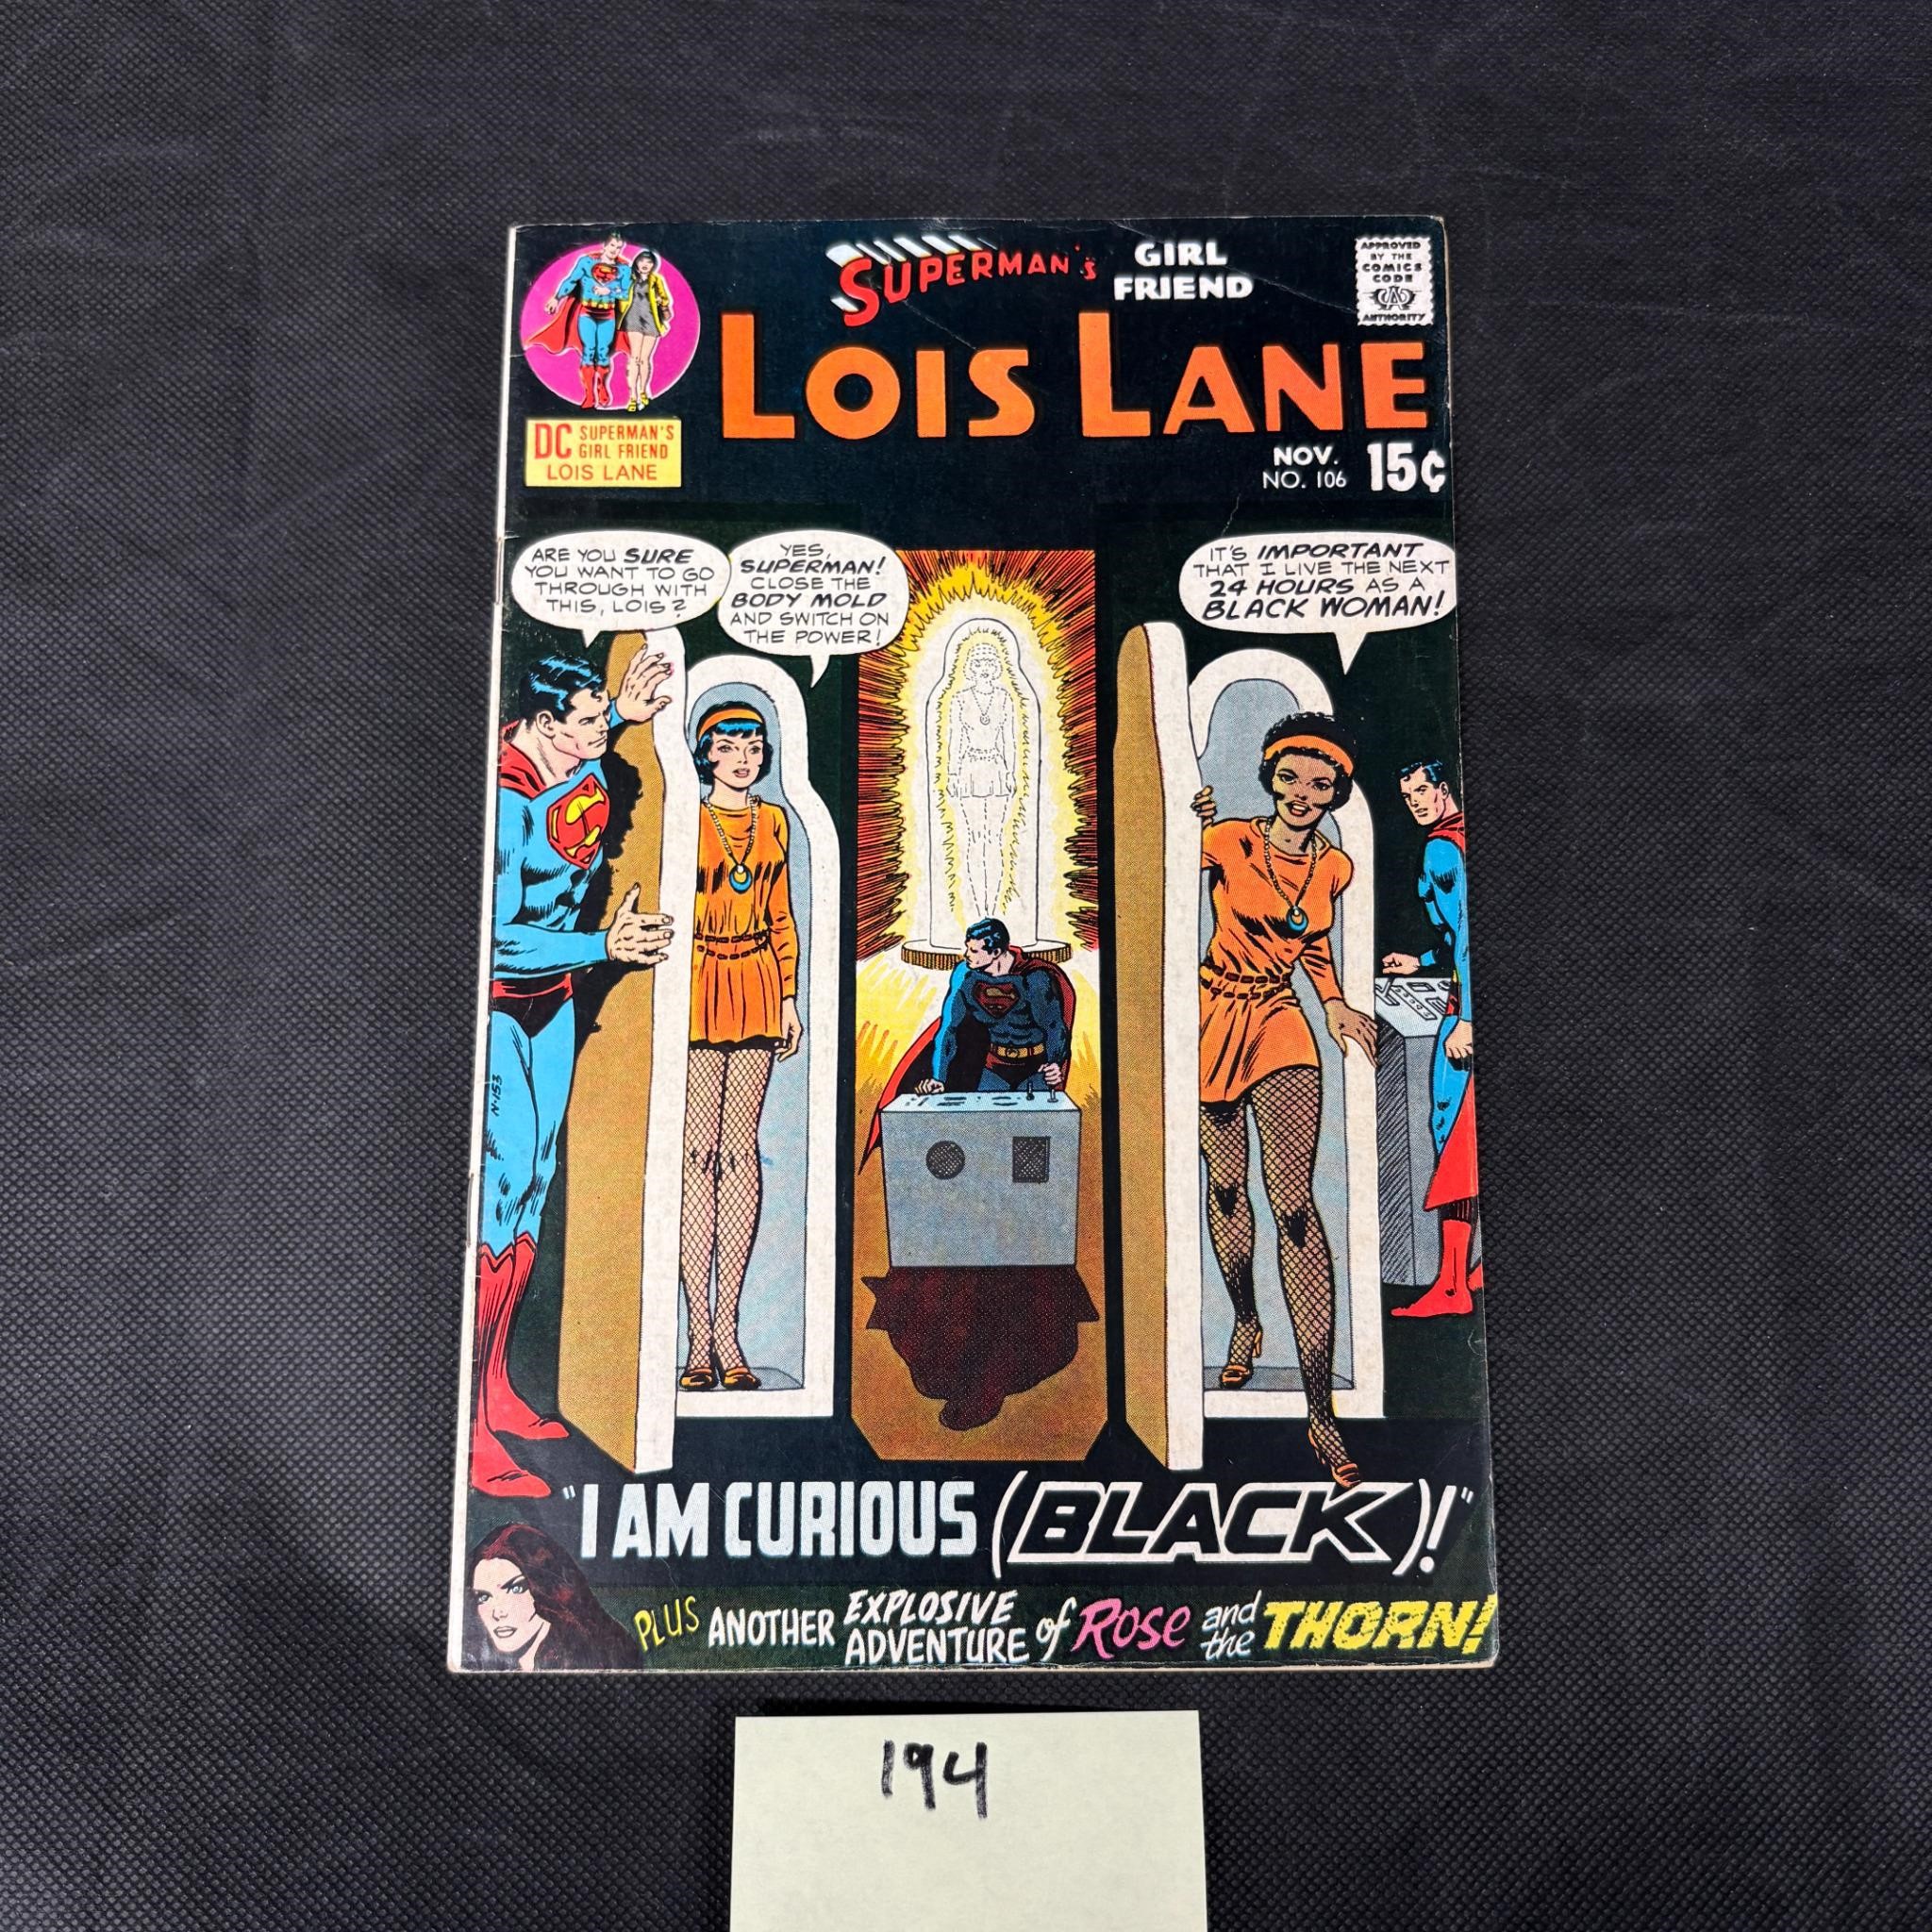 SUPERMAN'S
GIRL
FRIEND
LOIS LANE
APPROVED
BY THE
COMICS
CODE
AUTHORITY
DC SUPERMAN'S
GIRL FRIEND
LOIS LANE
NOV.
NO. 106
15¢
ARE YOU SURE
YOU WANT TO GO
THROUGH WITH
THIS, LOIS?
YES,
SUPERMAN!
CLOSE THE
BODY MOLD
AND SWITCH ON
THE POWER!
IT'S IMPORTANT
THAT I LIVE THE NEXT
24 HOURS AS A
BLACK WOMAN!
N-153
"I AM CURIOUS (BLACK)!"
PLUS ANOTHER EXPLOSIVE
ADVENTURE of ROSE and
the THORN!
194